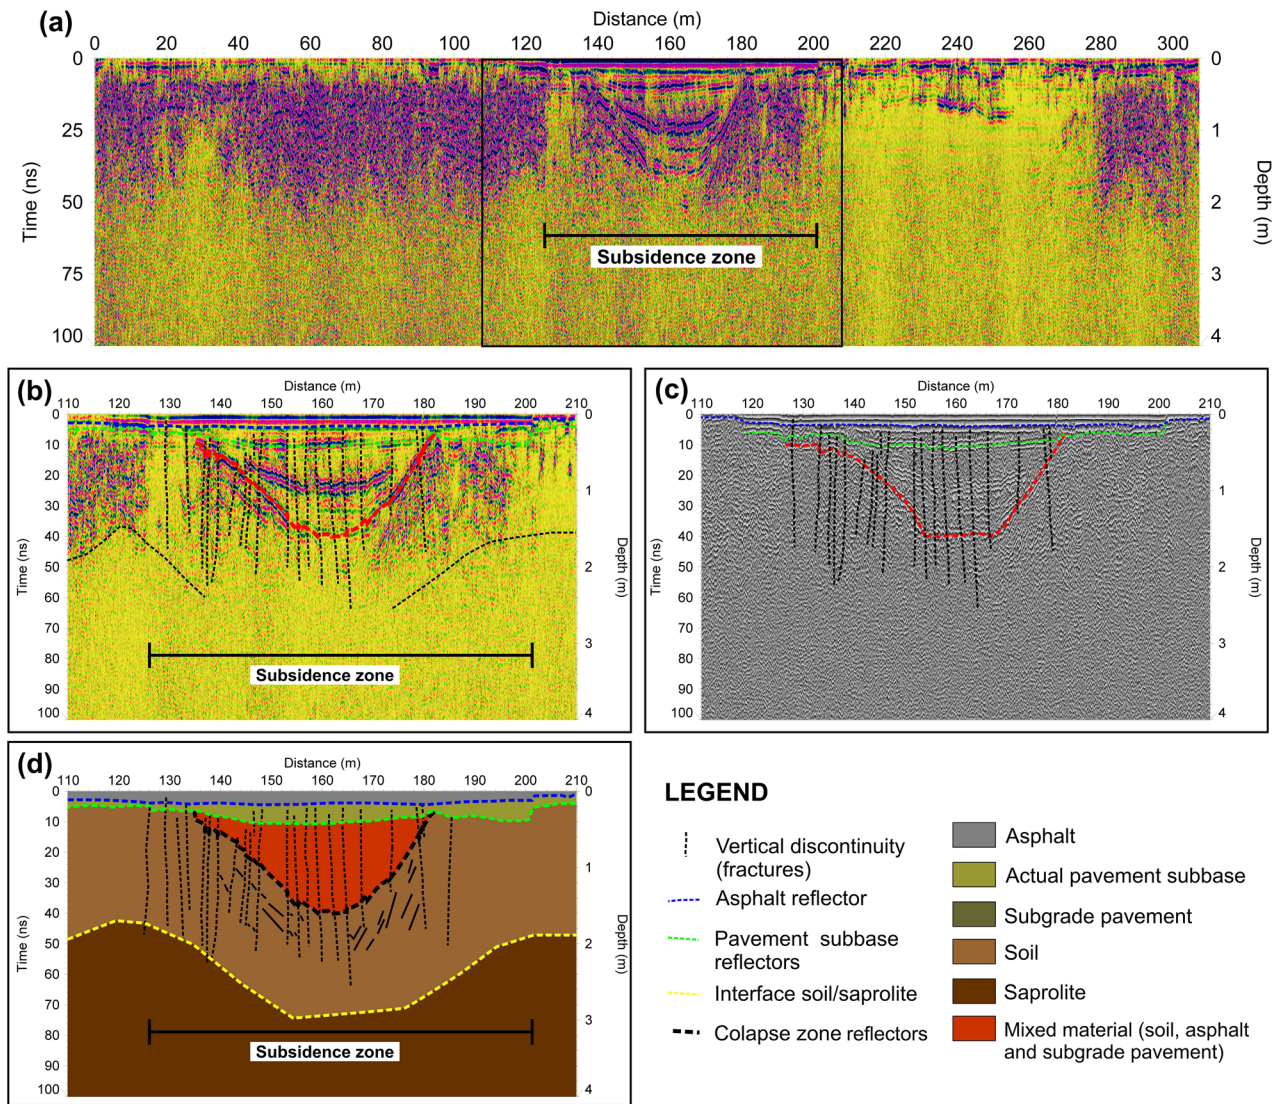 (a)
Distance (m)
0 20 40 60 80 100 120 140 160 180 200 220 240 260 280 300
0
25
50
75
100
Time (ns)
0
1
2
3
4
Depth (m)
Subsidence zone
(b)
Distance (m)
110 120 130 140 150 160 170 180 190 200 210
0
10
20
30
40
50
60
70
80
90
100
Time (ns)
0
1
2
3
4
Depth (m)
Subsidence zone
(c)
Distance (m)
110 120 130 140 150 160 170 180 190 200 210
0
10
20
30
40
50
60
70
80
90
100
Time (ns)
0
1
2
3
4
Depth (m)
(d)
Distance (m)
110 120 130 140 150 160 170 180 190 200 210
0
10
20
30
40
50
60
70
80
90
100
Time (ns)
0
1
2
3
4
Depth (m)
Subsidence zone
LEGEND
Vertical discontinuity
(fractures)
Asphalt reflector
Pavement subbase
reflectors
Interface soil/saprolite
Colapse zone reflectors
Asphalt
Actual pavement subbase
Subgrade pavement
Soil
Saprolite
Mixed material (soil, asphalt
and subgrade pavement)